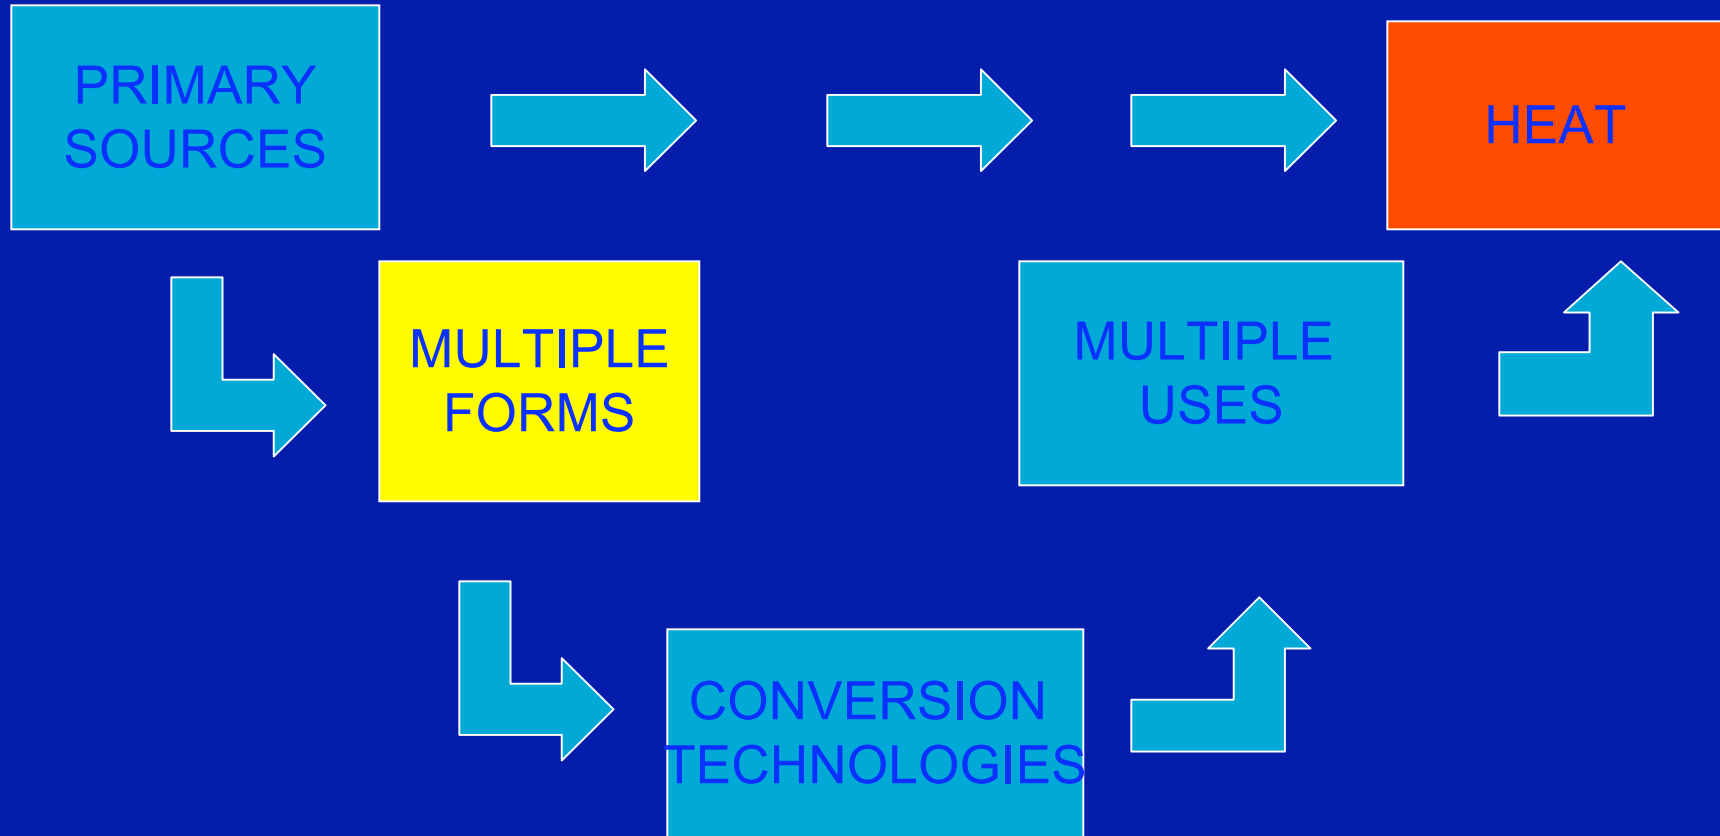 PRIMARY
SOURCES
HEAT
MULTIPLE
FORMS
MULTIPLE
USES
CONVERSION
TECHNOLOGIES